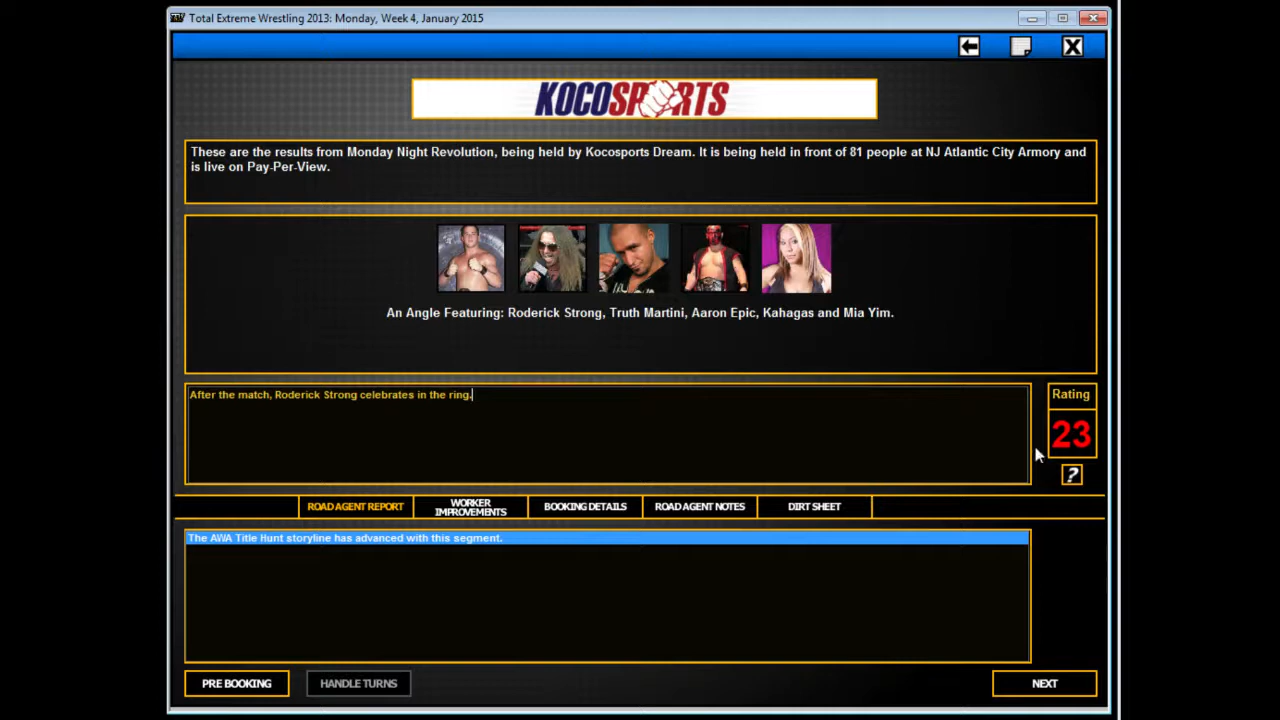 Total Extreme Wrestling 2013: Monday, Week 4, January 2015
KOCOSPORTS
These are the results from Monday Night Revolution, being held by Kocosports Dream. It is being held in front of 81 people at NJ Atlantic City Armory and
is live on Pay-Per-View.
An Angle Featuring: Roderick Strong, Truth Martini, Aaron Epic, Kahagas and Mia Yim.
After the match, Roderick Strong celebrates in the ring.
Rating
23
?
ROAD AGENT REPORT
WORKER
IMPROVEMENTS
BOOKING DETAILS
ROAD AGENT NOTES
DIRT SHEET
The AWA Title Hunt storyline has advanced with this segment.
PRE BOOKING
HANDLE TURNS
NEXT